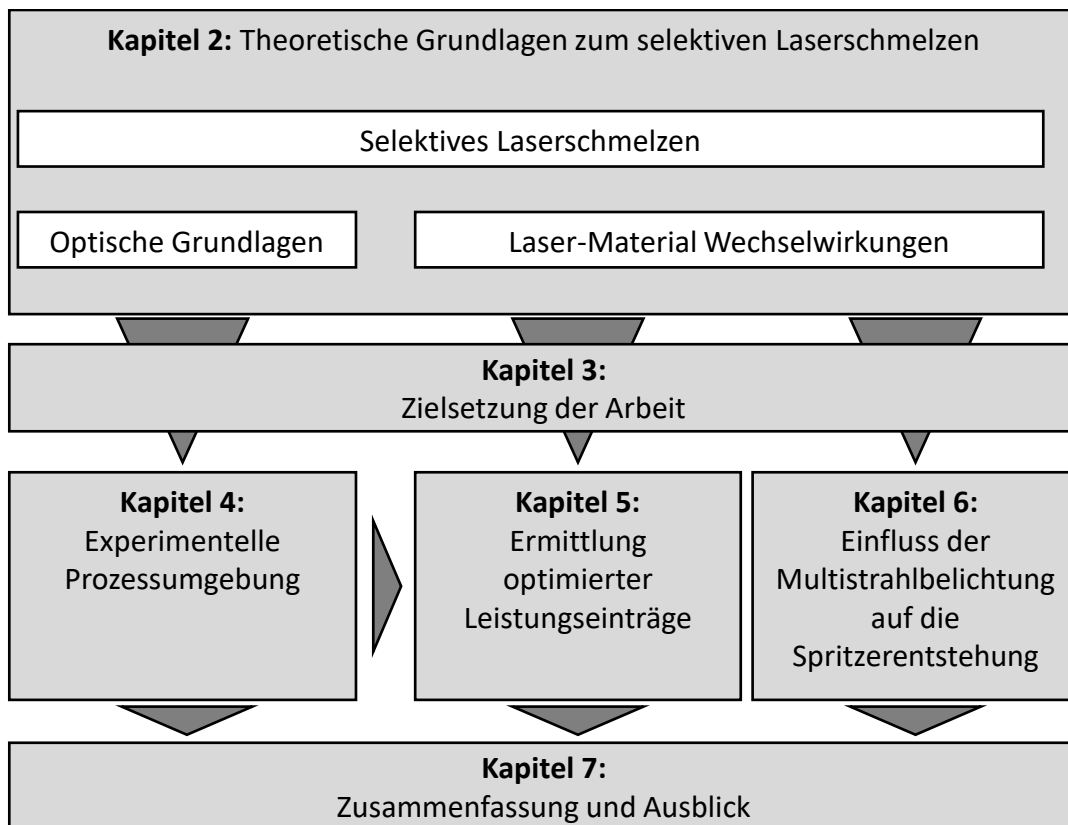 Kapitel 2: Theoretische Grundlagen zum selektiven Laserschmelzen
Selektives Laserschmelzen
Optische Grundlagen
Laser-Material Wechselwirkungen
Kapitel 3:
Zielsetzung der Arbeit
Kapitel 4:
Experimentelle
Prozessumgebung
Kapitel 5:
Ermittlung
optimierter
Leistungseinträge
Kapitel 6:
Einfluss der
Multistrahlbelichtung
auf die
Spritzerentstehung
Kapitel 7:
Zusammenfassung und Ausblick